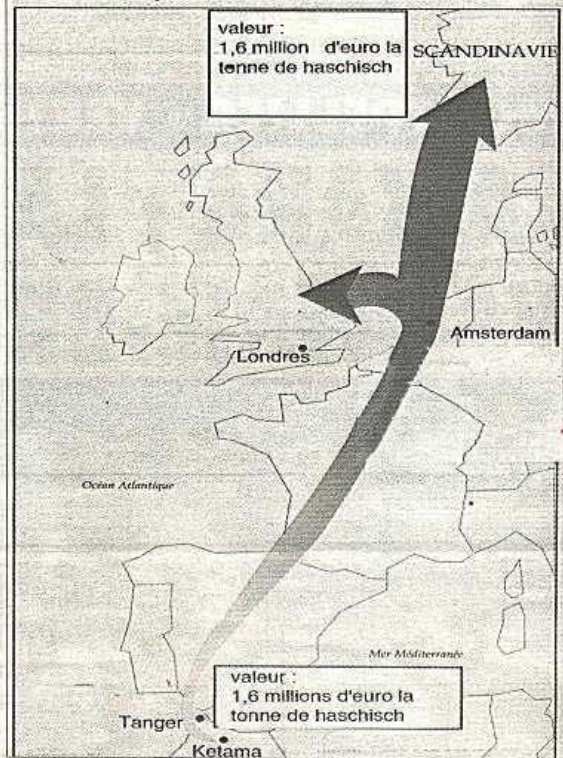 valeur :
1,6 million d'euro la
tonne de haschisch
SCANDINAVIE
Amsterdam
Londres
Océan Atlantique
Mer Méditerranée
valeur :
1,6 millions d'euro la
tonne de haschisch
Tanger
Ketama